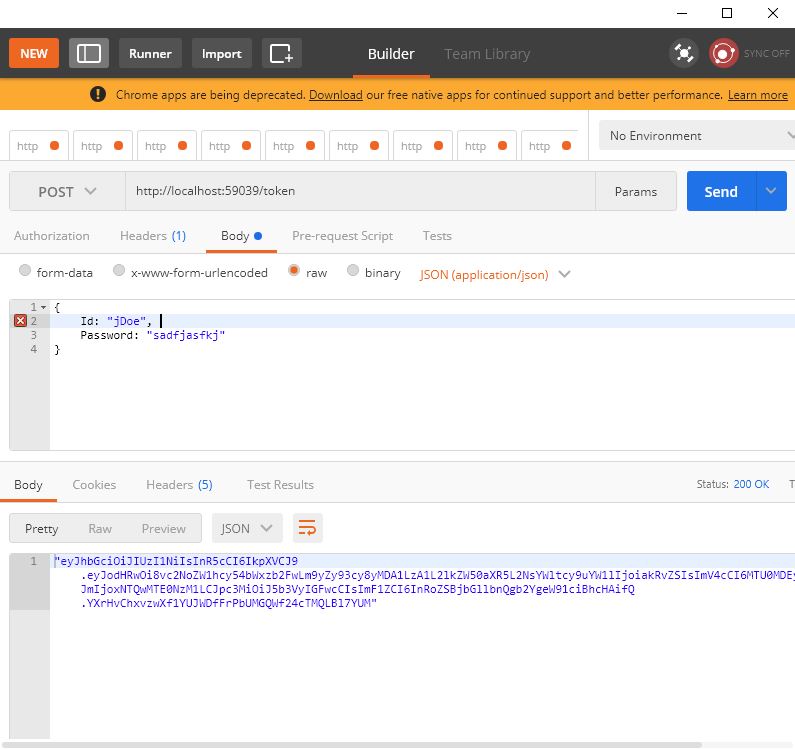 NEW Runner Import Builder Team Library SYNC OFF
Chrome apps are being deprecated. Download our free native apps for continued support and better performance. Learn more
http http http http http http http http http No Environment
POST http://localhost:59039/token Params Send
Authorization Headers (1) Body Pre-request Script Tests
form-data x-www-form-urlencoded raw binary JSON (application/json)
1 {
2 Id: "jDoe",
3 Password: "sadfjasfkj"
4 }
Body Cookies Headers (5) Test Results Status: 200 OK T
Pretty Raw Preview JSON
1 "eyJhbGciOiJIUzI1NiIsInR5cCI6IkpXVCJ9
.eyJodHRwOi8vc2NoZW1hcy54bWxzb2FwLm9yZy93cy8yMDA1LzA1L2lkZW50aXR5L2NsYWltcy9uYW1lIjoiakRvZSIsImV4cCI6MTU0MDEy
JmIjoxNTQwMTE0NzM1LCJpc3MiOiJ5b3VyIGFwcCIsImF1ZCI6InRoZSBjbGllbnQgb2YgeW91ciBhcHAifQ
.YXrHvChxvzwXf1YUJWDfFrPbUMGQWf24cTMQLBl7YUM"